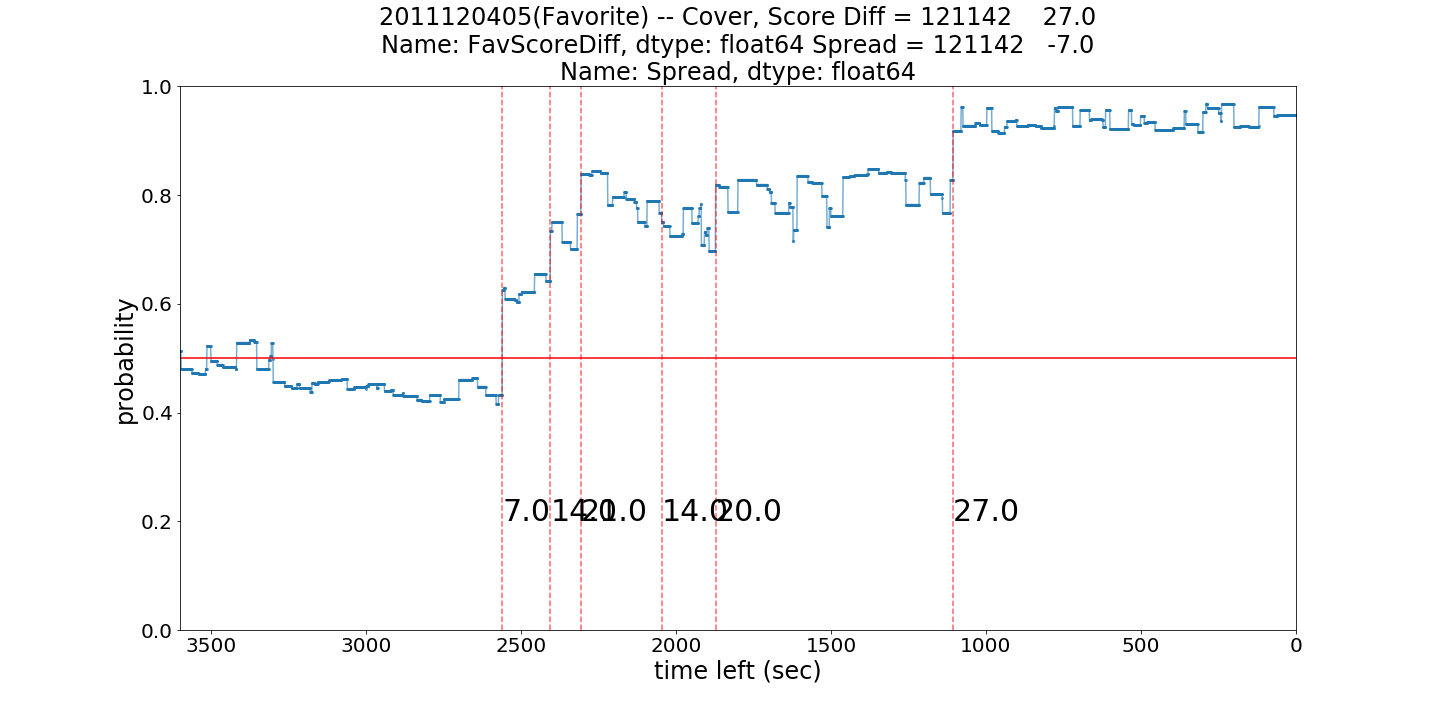 2011120405(Favorite) -- Cover, Score Diff = 121142    27.0
Name: FavScoreDiff, dtype: float64 Spread = 121142   -7.0
Name: Spread, dtype: float64
probability
1.0
0.8
0.6
0.4
0.2
0.0
7.0 14.0 21.0 14.0 20.0 27.0
3500 3000 2500 2000 1500 1000 500 0
time left (sec)